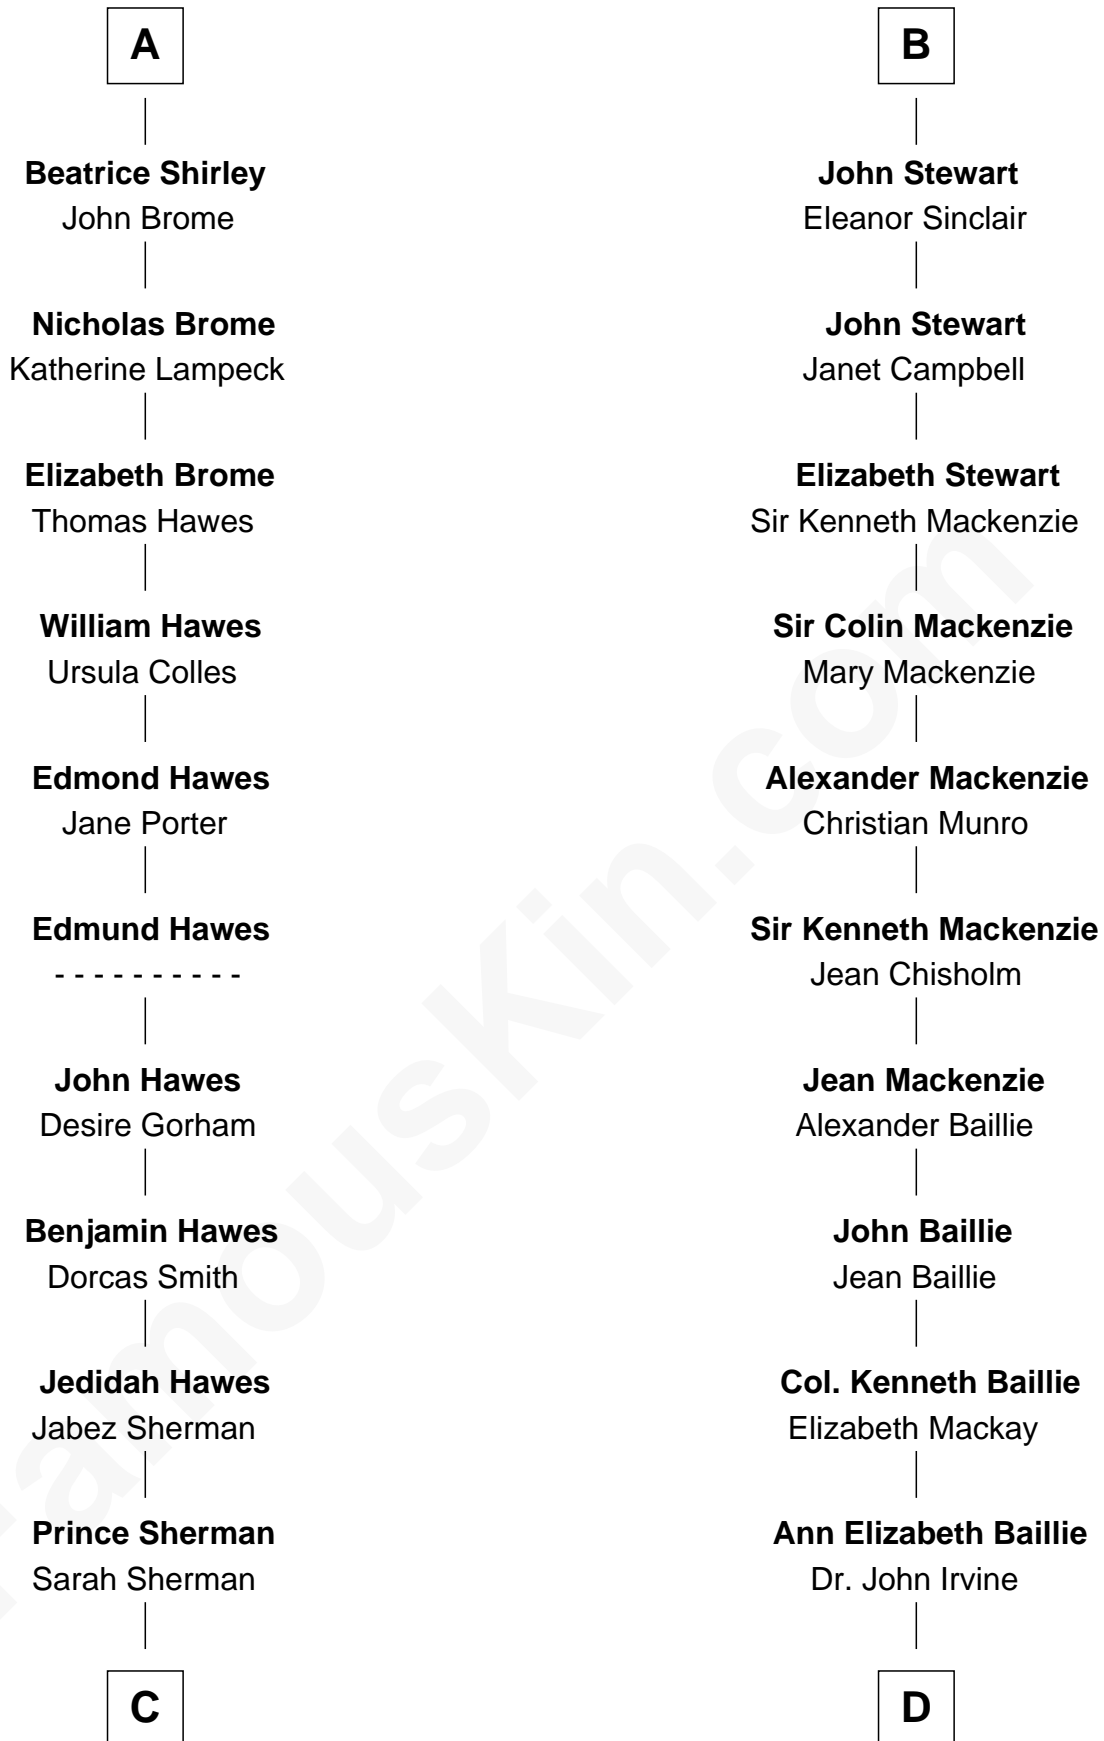 A
Beatrice Shirley
John Brome
Nicholas Brome
Katherine Lampeck
Elizabeth Brome
Thomas Hawes
William Hawes
Ursula Colles
Edmond Hawes
Jane Porter
Edmund Hawes
- - - - - - - - - -
John Hawes
Desire Gorham
Benjamin Hawes
Dorcas Smith
Jedidah Hawes
Jabez Sherman
Prince Sherman
Sarah Sherman
C
B
John Stewart
Eleanor Sinclair
John Stewart
Janet Campbell
Elizabeth Stewart
Sir Kenneth Mackenzie
Sir Colin Mackenzie
Mary Mackenzie
Alexander Mackenzie
Christian Munro
Sir Kenneth Mackenzie
Jean Chisholm
Jean Mackenzie
Alexander Baillie
John Baillie
Jean Baillie
Col. Kenneth Baillie
Elizabeth Mackay
Ann Elizabeth Baillie
Dr. John Irvine
D
FamousKin.com